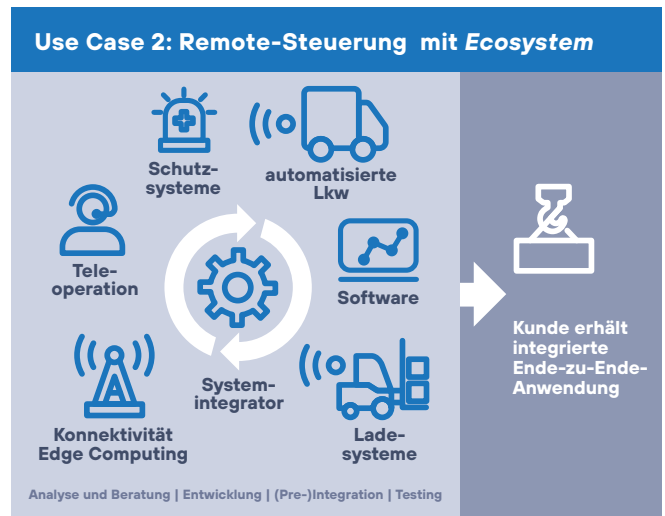 Use Case 2: Remote-Steuerung mit Ecosystem
Schutz-
systeme
automatisierte
Lkw
Tele-
operation
Software
System-
integrator
Konnektivität
Edge Computing
Lade-
systeme
Analyse und Beratung | Entwicklung | (Pre-)Integration | Testing
Kunde erhält
integrierte
Ende-zu-Ende-
Anwendung